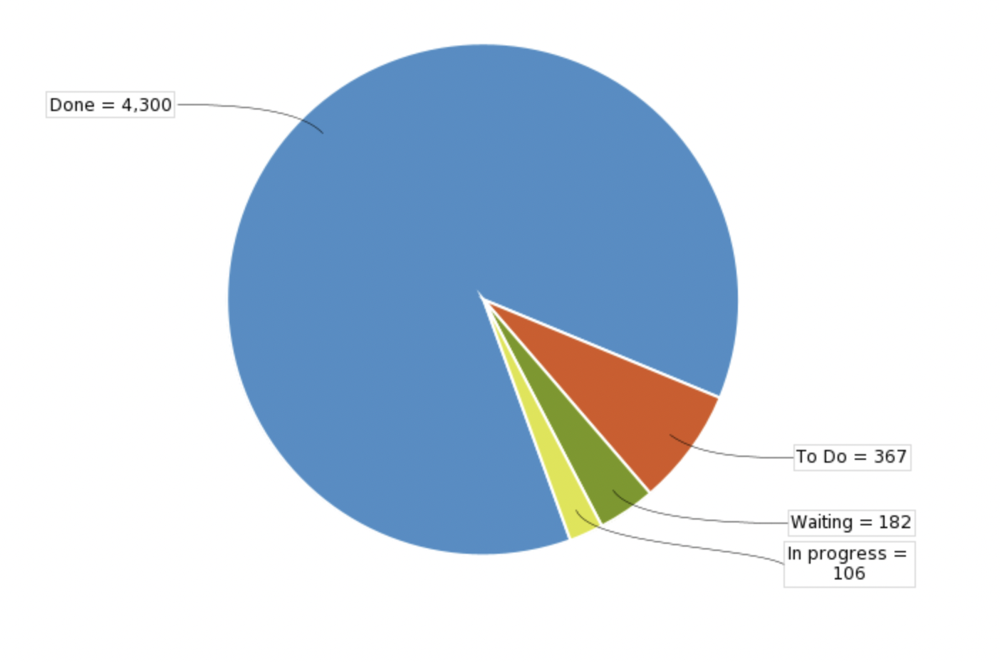 Done = 4,300
To Do = 367
Waiting = 182
In progress =
106